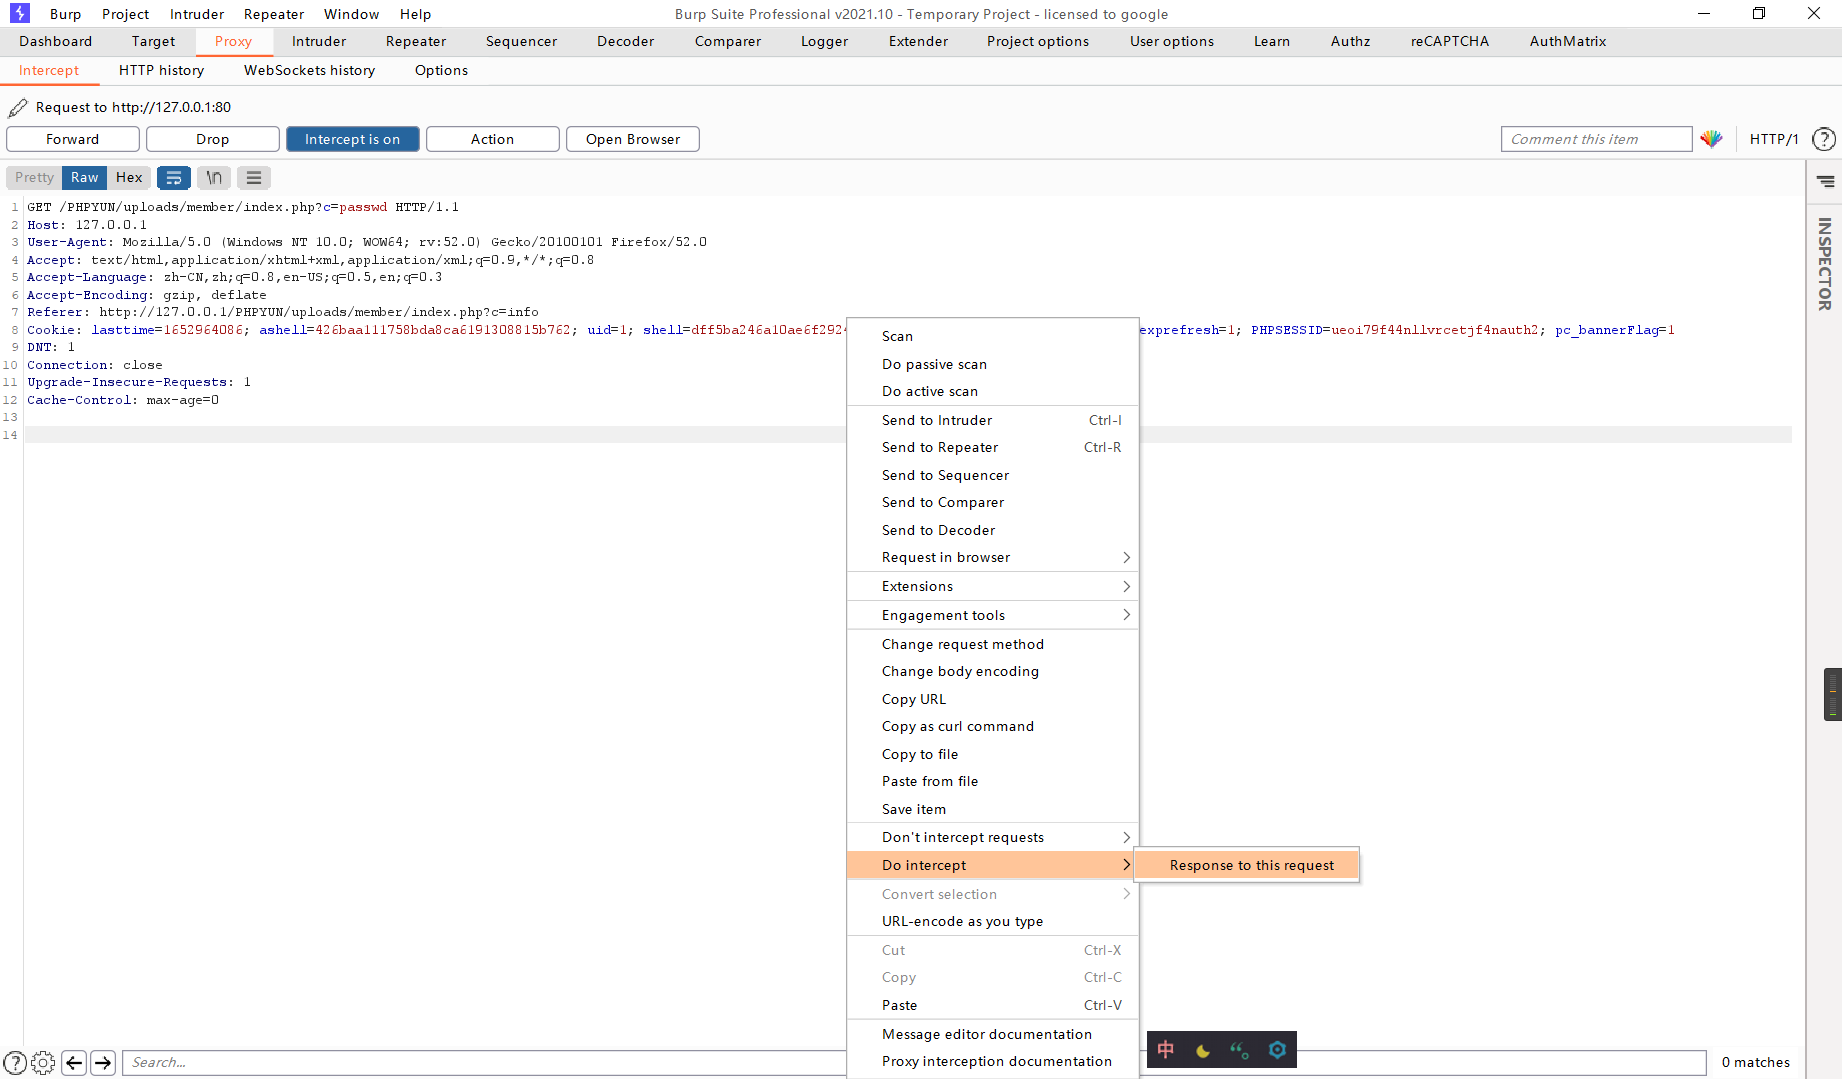 Burp Project Intruder Repeater Window Help Burp Suite Professional v2021.10 - Temporary Project - licensed to google
Dashboard Target Proxy Intruder Repeater Sequencer Decoder Comparer Logger Extender Project options User options Learn Authz reCAPTCHA AuthMatrix
Intercept HTTP history WebSockets history Options
Request to http://127.0.0.1:80
Forward Drop Intercept is on Action Open Browser Comment this item HTTP/1 ?
Pretty Raw Hex \n
INSPECTOR
1 GET /PHPYUN/uploads/member/index.php?c=passwd HTTP/1.1
2 Host: 127.0.0.1
3 User-Agent: Mozilla/5.0 (Windows NT 10.0; WOW64; rv:52.0) Gecko/20100101 Firefox/52.0
4 Accept: text/html,application/xhtml+xml,application/xml;q=0.9,*/*;q=0.8
5 Accept-Language: zh-CN,zh;q=0.8,en-US;q=0.5,en;q=0.3
6 Accept-Encoding: gzip, deflate
7 Referer: http://127.0.0.1/PHPYUN/uploads/member/index.php?c=info
8 Cookie: lasttime=1652964086; ashell=426baa111758bda8ca6191308815b762; uid=1; shell=dff5ba246a10ae6f2924 exprefresh=1; PHPSESSID=ueoi79f44nllvrcetjf4nauth2; pc_bannerFlag=1
9 DNT: 1
10 Connection: close
11 Upgrade-Insecure-Requests: 1
12 Cache-Control: max-age=0
13
14
Scan
Do passive scan
Do active scan
Send to Intruder Ctrl-I
Send to Repeater Ctrl-R
Send to Sequencer
Send to Comparer
Send to Decoder
Request in browser
Extensions
Engagement tools
Change request method
Change body encoding
Copy URL
Copy as curl command
Copy to file
Paste from file
Save item
Don't intercept requests
Do intercept
Response to this request
Convert selection
URL-encode as you type
Cut Ctrl-X
Copy Ctrl-C
Paste Ctrl-V
Message editor documentation
Proxy interception documentation
中
? Search... 0 matches